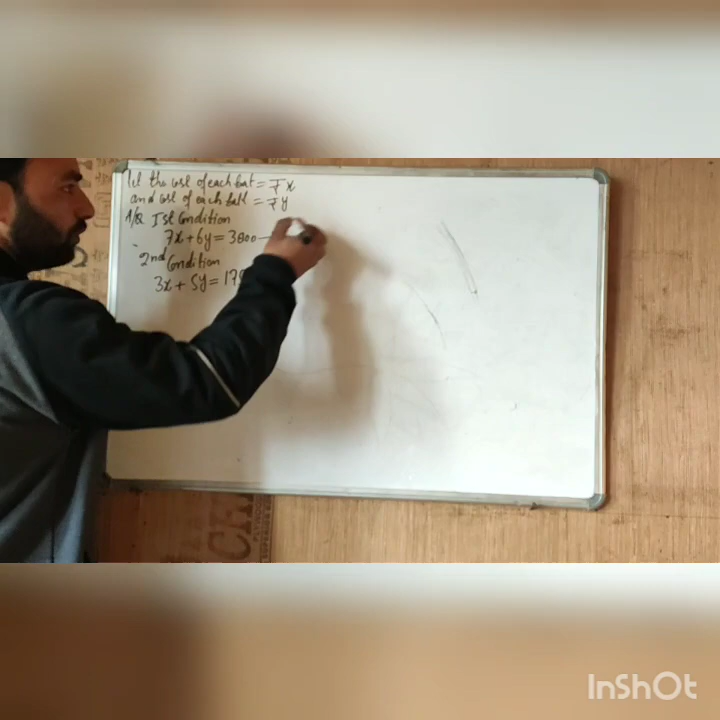 Let the cost of each bat = ₹ x
and cost of each ball = ₹ y
A/Q Ist Condition
7x + 6y = 3800 —
2nd Condition
3x + 5y = 17
InShOt